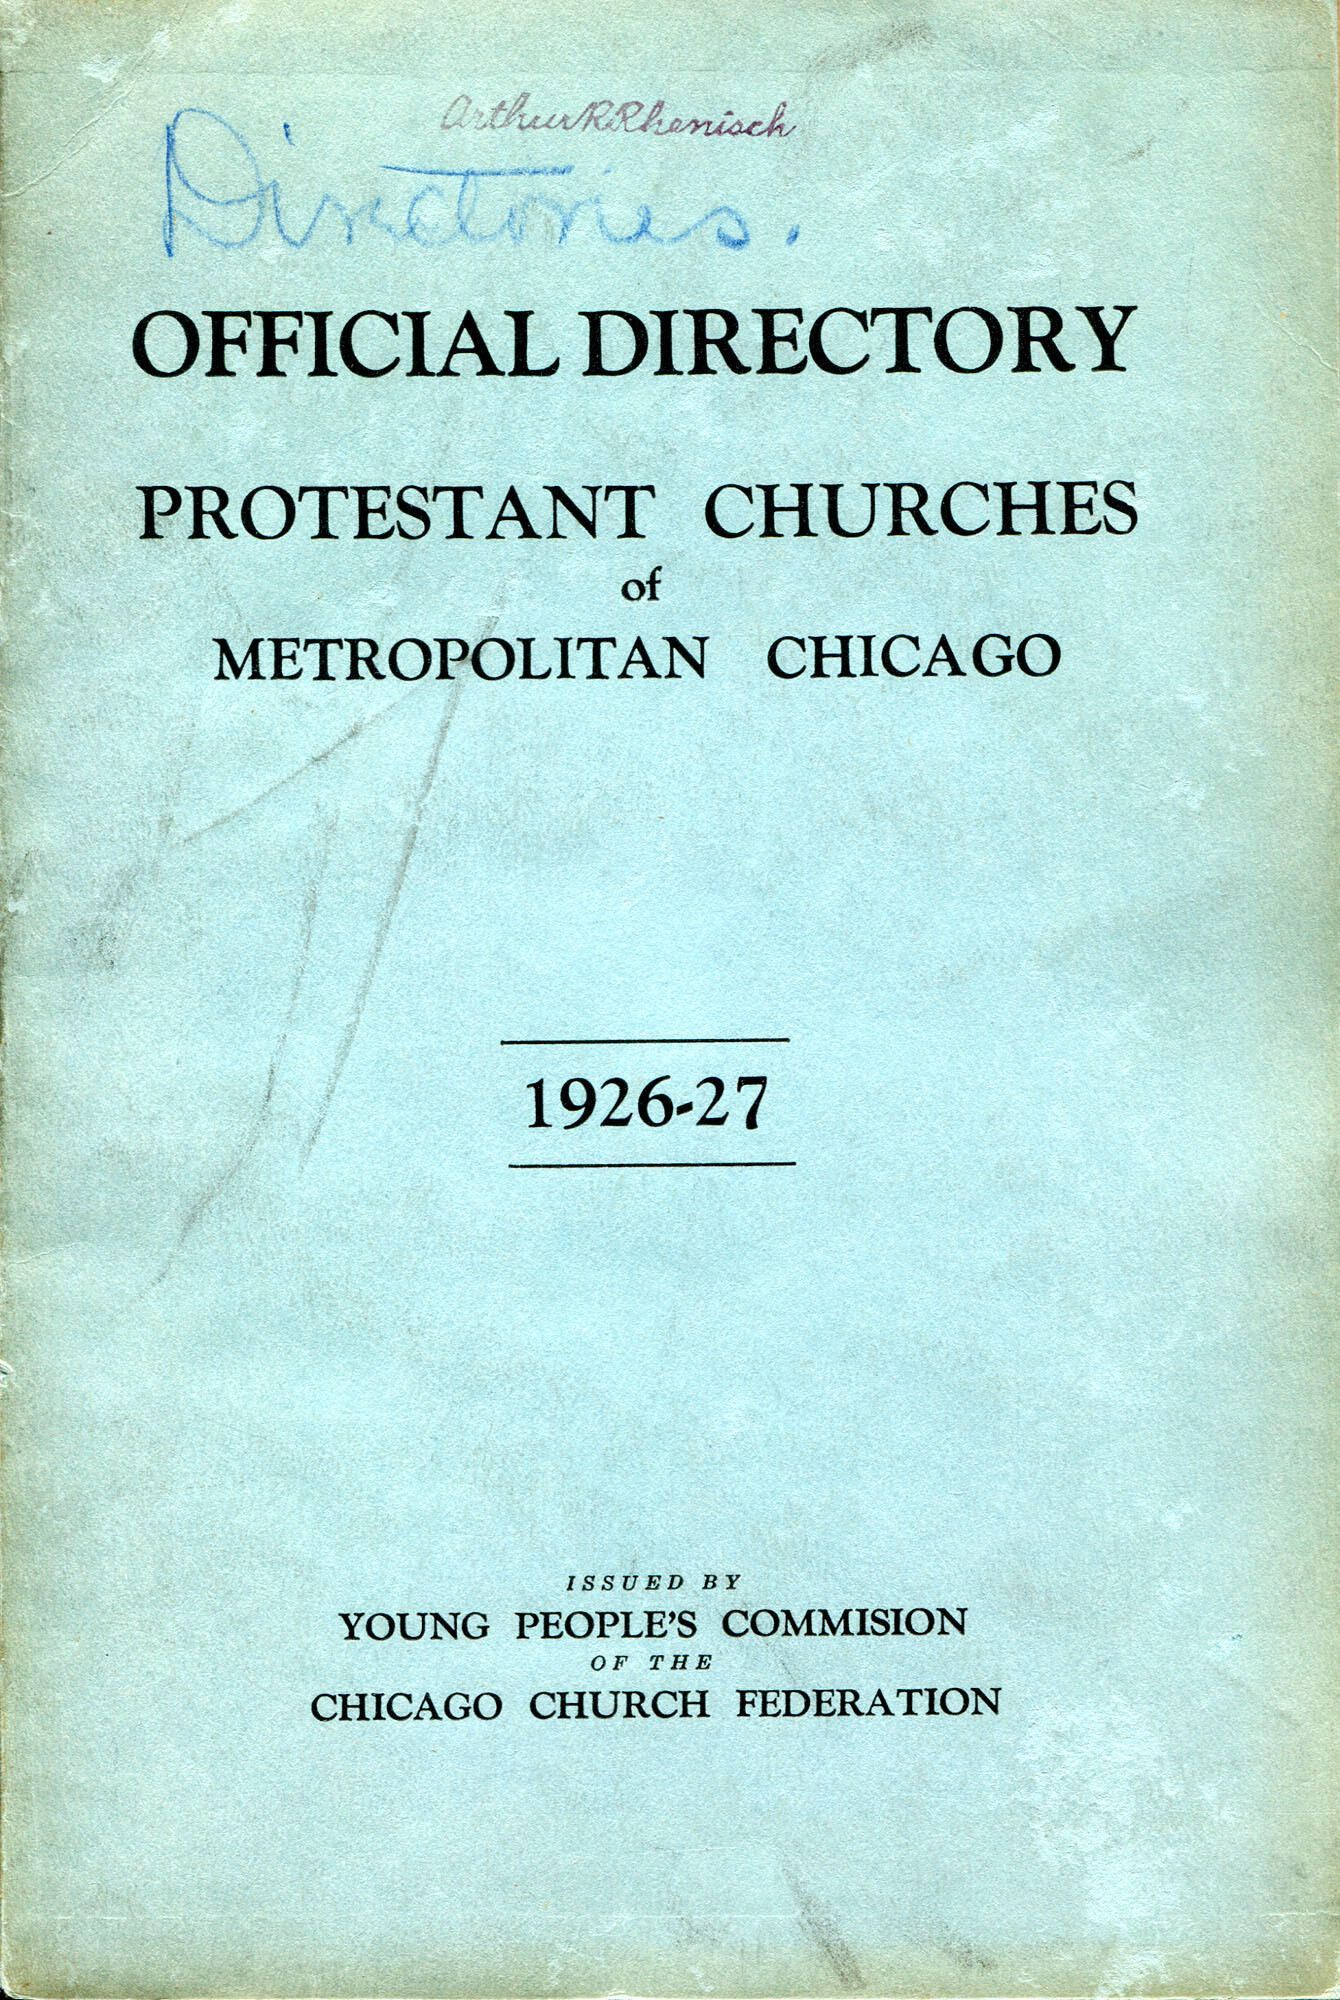 Arthur R Rhenisch
Directories.
OFFICIAL DIRECTORY
PROTESTANT CHURCHES
of
METROPOLITAN CHICAGO
1926-27
ISSUED BY
YOUNG PEOPLE'S COMMISION
OF THE
CHICAGO CHURCH FEDERATION